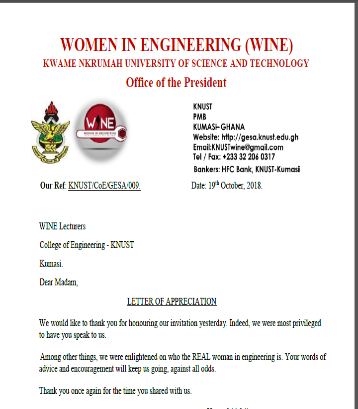 WOMEN IN ENGINEERING (WINE)
KWAME NKRUMAH UNIVERSITY OF SCIENCE AND TECHNOLOGY
Office of the President
WINE
KNUST
PMB
KUMASI-GHANA
Website: http://gesa.knust.edu.gh
Email:KNUSTwine@gmail.com
Tel / Fax: +233 32 206 0317
Bankers: HFC Bank, KNUST-Kumasi
Our Ref: KNUST/CoE/GESA/009.
Date: 19th October, 2018.
WINE Lecturers
College of Engineering - KNUST
Kumasi.
Dear Madam,
LETTER OF APPRECIATION
We would like to thank you for honouring our invitation yesterday. Indeed, we were most privileged
to have you speak to us.
Among other things, we were enlightened on who the REAL woman in engineering is. Your words of
advice and encouragement will keep us going, against all odds.
Thank you once again for the time you shared with us.